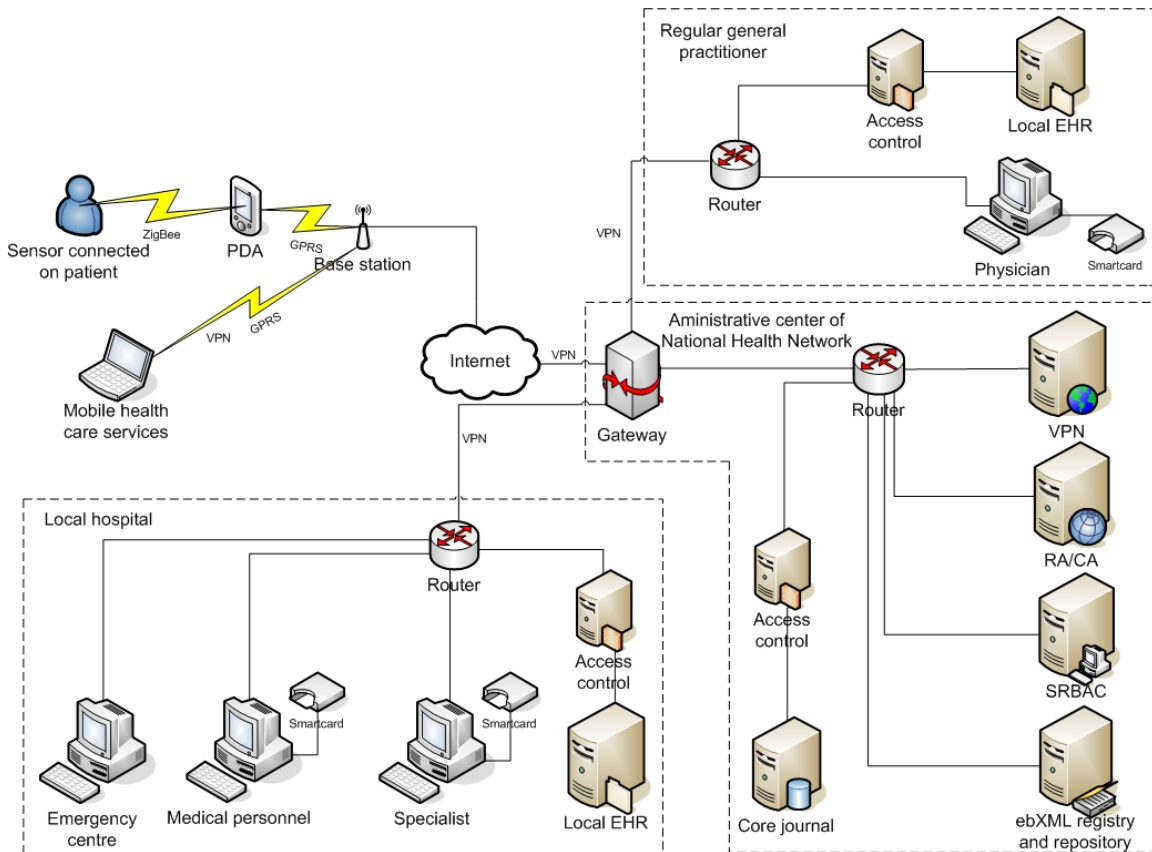 Regular general
practitioner
Access
control
Local EHR
Router
Physician
Smartcard
VPN
Sensor connected
on patient
ZigBee
PDA
GPRS
Base station
VPN
GPRS
Mobile health
care services
Internet
VPN
Gateway
VPN
Aministrative center of
National Health Network
Router
VPN
RA/CA
SRBAC
ebXML registry
and repository
Access
control
Core journal
Local hospital
Router
Access
control
Smartcard
Smartcard
Emergency
centre
Medical personnel
Specialist
Local EHR